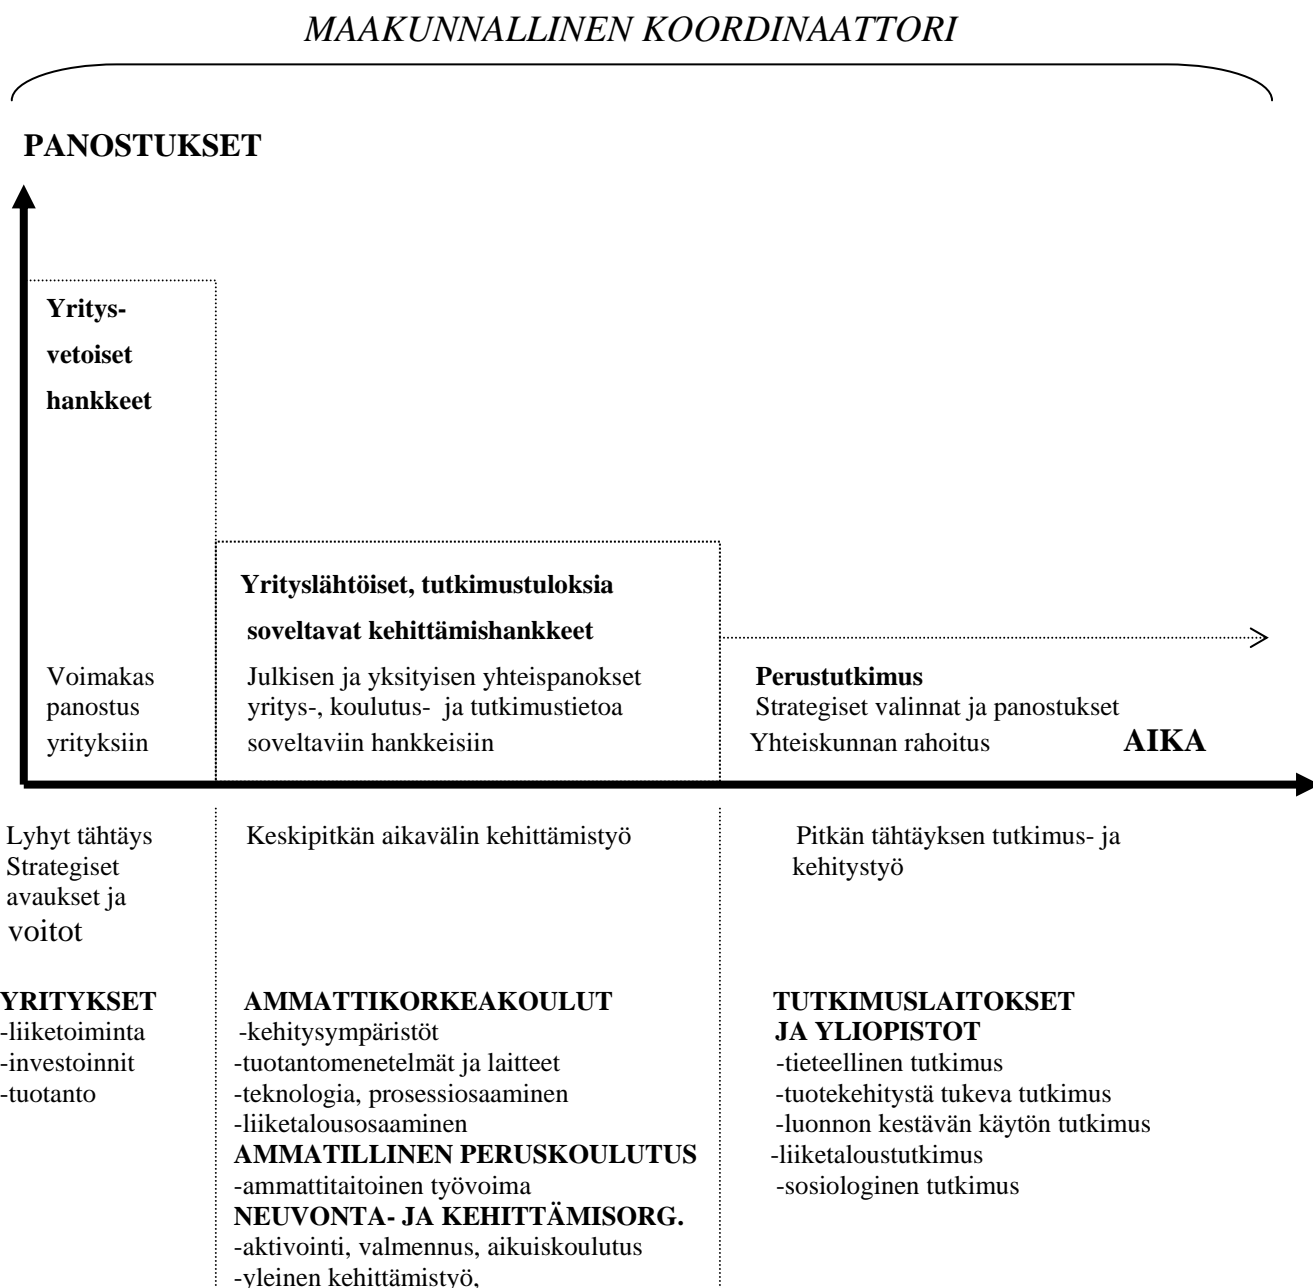 MAAKUNNALLINEN KOORDINAATTORI
PANOSTUKSET
Yritys-
vetoiset
hankkeet
Voimakas
panostus
yrityksiin
Yrityslähtöiset, tutkimustuloksia
soveltavat kehittämishankkeet
Julkisen ja yksityisen yhteispanokset
yritys-, koulutus- ja tutkimustietoa
soveltaviin hankkeisiin
Perustutkimus
Strategiset valinnat ja panostukset
Yhteiskunnan rahoitus
AIKA
Lyhyt tähtäys
Strategiset
avaukset ja
voitot
Keskipitkän aikavälin kehittämistyö
Pitkän tähtäyksen tutkimus- ja
kehitystyö
YRITYKSET
-liiketoiminta
-investoinnit
-tuotanto
AMMATTIKORKEAKOULUT
-kehitysympäristöt
-tuotantomenetelmät ja laitteet
-teknologia, prosessiosaaminen
-liiketalousosaaminen
AMMATILLINEN PERUSKOULUTUS
-ammattitaitoinen työvoima
NEUVONTA- JA KEHITTÄMISORG.
-aktivointi, valmennus, aikuiskoulutus
-yleinen kehittämistyö,
TUTKIMUSLAITOKSET
JA YLIOPISTOT
-tieteellinen tutkimus
-tuotekehitystä tukeva tutkimus
-luonnon kestävän käytön tutkimus
-liiketaloustutkimus
-sosiologinen tutkimus